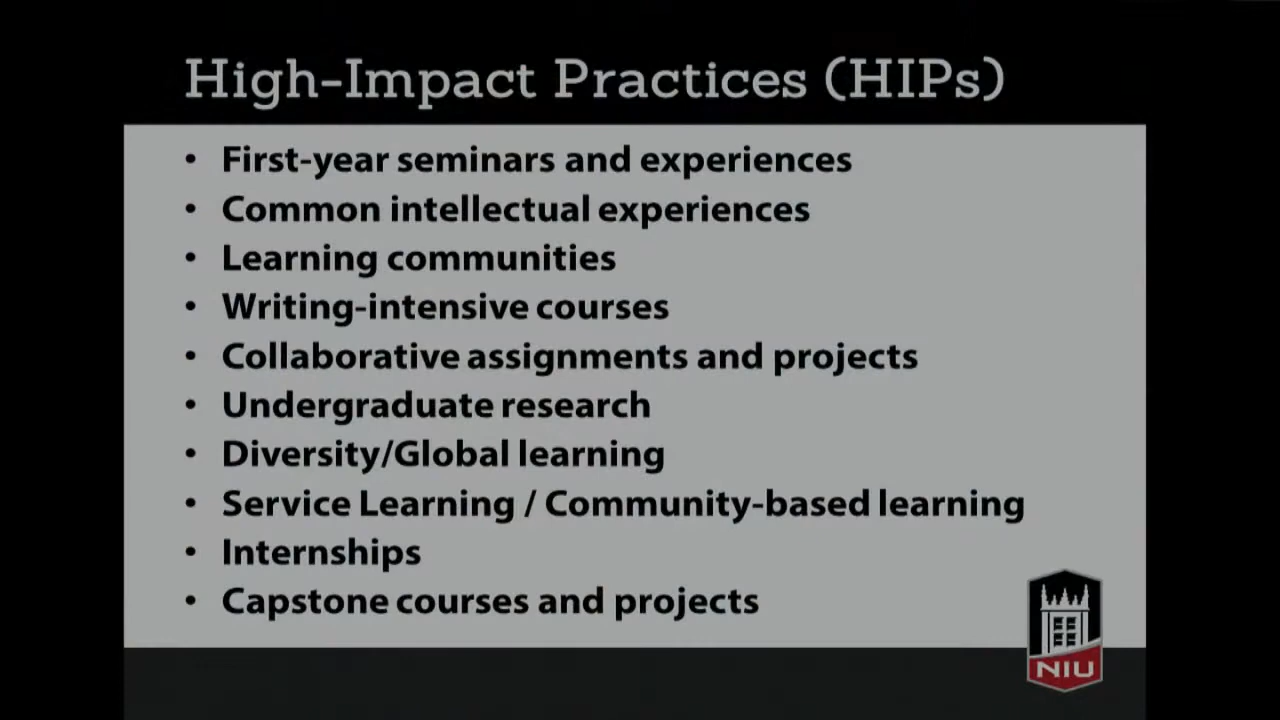 High-Impact Practices (HIPs)
• First-year seminars and experiences
• Common intellectual experiences
• Learning communities
• Writing-intensive courses
• Collaborative assignments and projects
• Undergraduate research
• Diversity/Global learning
• Service Learning / Community-based learning
• Internships
• Capstone courses and projects
NIU